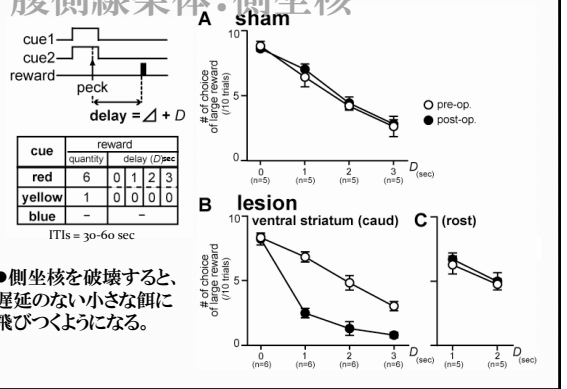 腹側線条体:側坐核
cue1
cue2
reward
peck
delay = ⊿ + D
cue reward
quantity delay (D)sec
red 6 0 1 2 3
yellow 1 0 0 0 0
blue – –
ITIs = 30-60 sec
●側坐核を破壊すると、
遅延のない小さな餌に
飛びつくようになる。
A sham
# of choice
of large reward
(/10 trials)
10
5
0
0 1 2 3 D (sec)
(n=5) (n=5) (n=5) (n=5)
pre-op.
post-op.
B lesion
ventral striatum (caud)
# of choice
of large reward
(/10 trials)
10
5
0
0 1 2 3 D (sec)
(n=6) (n=6) (n=6) (n=6)
C (rost)
1 2 D (sec)
(n=5) (n=5)